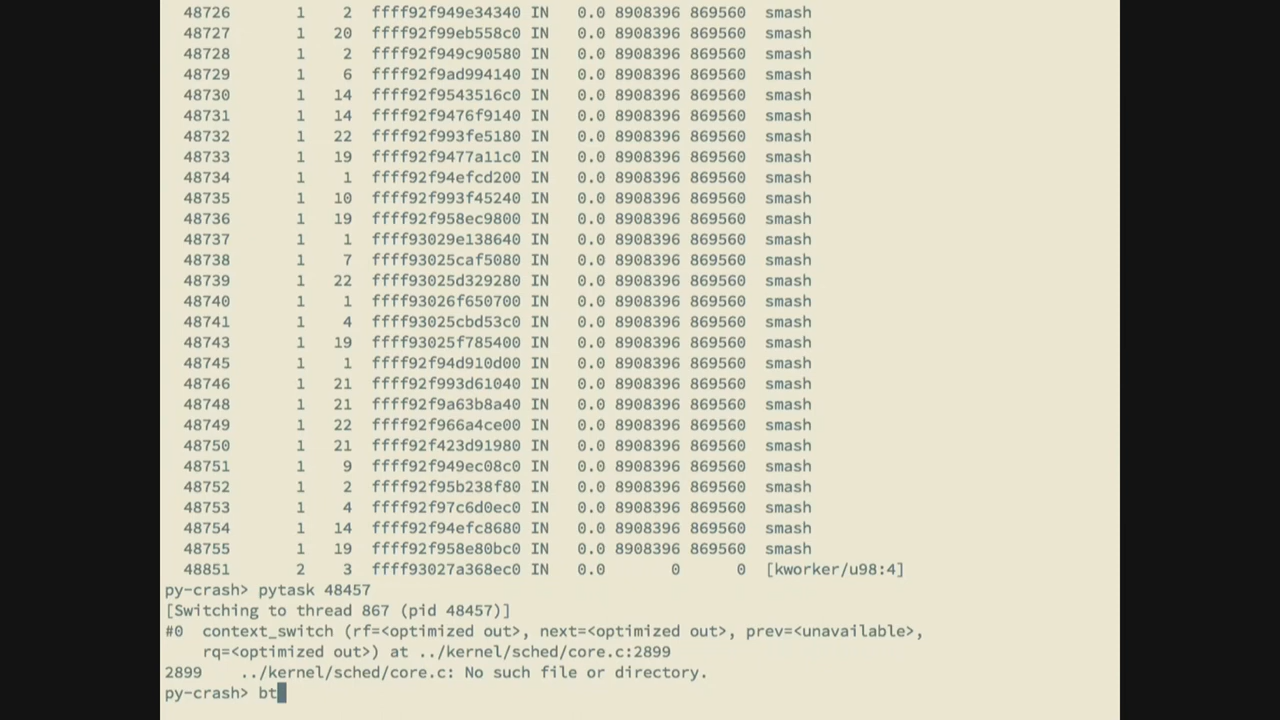 48726 1 2 ffff92f949e34340 IN 0.0 8908396 869560 smash
48727 1 20 ffff92f99eb558c0 IN 0.0 8908396 869560 smash
48728 1 2 ffff92f949c90580 IN 0.0 8908396 869560 smash
48729 1 6 ffff92f9ad994140 IN 0.0 8908396 869560 smash
48730 1 14 ffff92f9543516c0 IN 0.0 8908396 869560 smash
48731 1 14 ffff92f9476f9140 IN 0.0 8908396 869560 smash
48732 1 22 ffff92f993fe5180 IN 0.0 8908396 869560 smash
48733 1 19 ffff92f9477a11c0 IN 0.0 8908396 869560 smash
48734 1 1 ffff92f94efcd200 IN 0.0 8908396 869560 smash
48735 1 10 ffff92f993f45240 IN 0.0 8908396 869560 smash
48736 1 19 ffff92f958ec9800 IN 0.0 8908396 869560 smash
48737 1 1 ffff93029e138640 IN 0.0 8908396 869560 smash
48738 1 7 ffff93025caf5080 IN 0.0 8908396 869560 smash
48739 1 22 ffff93025d329280 IN 0.0 8908396 869560 smash
48740 1 1 ffff93026f650700 IN 0.0 8908396 869560 smash
48741 1 4 ffff93025cbd53c0 IN 0.0 8908396 869560 smash
48743 1 19 ffff93025f785400 IN 0.0 8908396 869560 smash
48745 1 1 ffff92f94d910d00 IN 0.0 8908396 869560 smash
48746 1 21 ffff92f993d61040 IN 0.0 8908396 869560 smash
48748 1 21 ffff92f9a63b8a40 IN 0.0 8908396 869560 smash
48749 1 22 ffff92f966a4ce00 IN 0.0 8908396 869560 smash
48750 1 21 ffff92f423d91980 IN 0.0 8908396 869560 smash
48751 1 9 ffff92f949ec08c0 IN 0.0 8908396 869560 smash
48752 1 2 ffff92f95b238f80 IN 0.0 8908396 869560 smash
48753 1 4 ffff92f97c6d0ec0 IN 0.0 8908396 869560 smash
48754 1 14 ffff92f94efc8680 IN 0.0 8908396 869560 smash
48755 1 19 ffff92f958e80bc0 IN 0.0 8908396 869560 smash
48851 2 3 ffff93027a368ec0 IN 0.0 0 0 [kworker/u98:4]
py-crash> pytask 48457
[Switching to thread 867 (pid 48457)]
#0 context_switch (rf=<optimized out>, next=<optimized out>, prev=<unavailable>,
rq=<optimized out>) at ../kernel/sched/core.c:2899
2899 ../kernel/sched/core.c: No such file or directory.
py-crash> bt